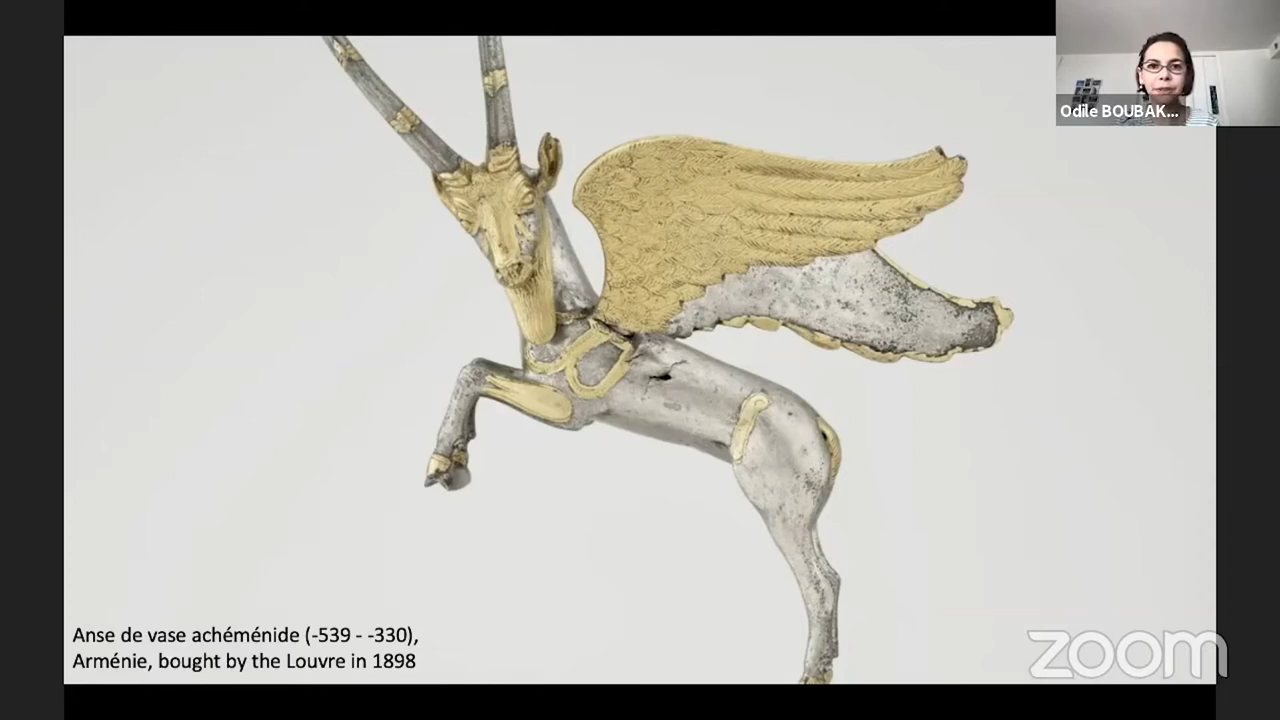 Odile BOUBAK...
Anse de vase achéménide (-539 - -330),
Arménie, bought by the Louvre in 1898
zoom